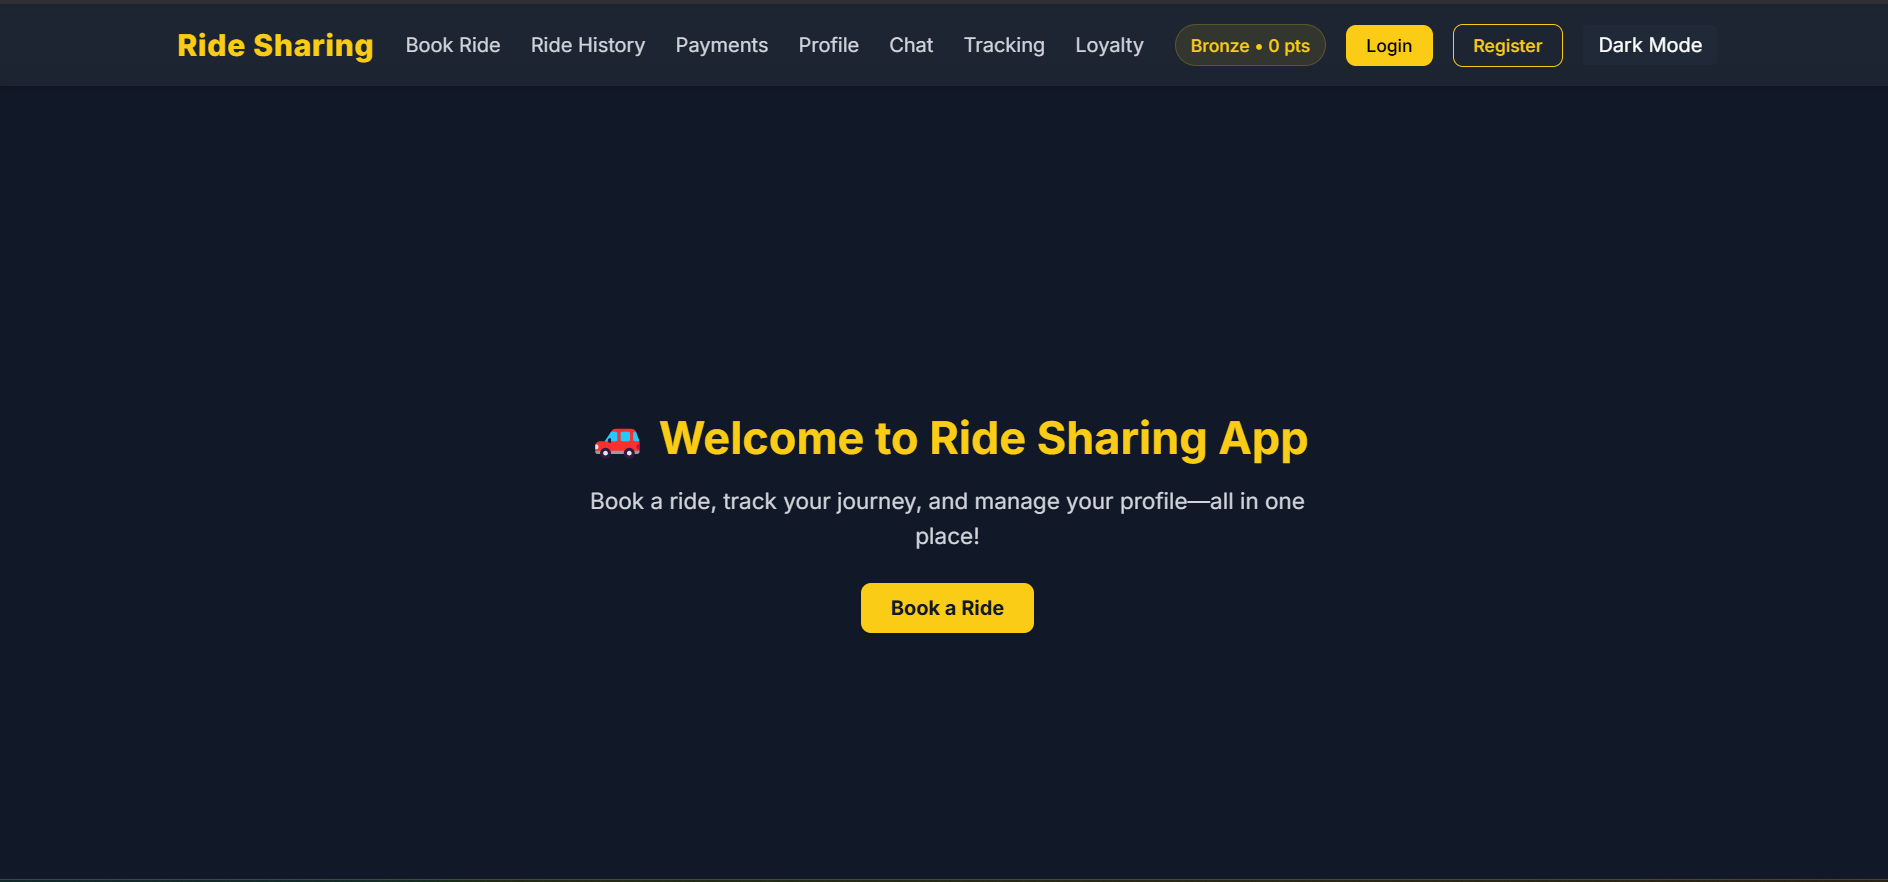 Ride Sharing Book Ride Ride History Payments Profile Chat Tracking Loyalty Bronze • 0 pts Login Register Dark Mode
Welcome to Ride Sharing App
Book a ride, track your journey, and manage your profile—all in one
place!
Book a Ride